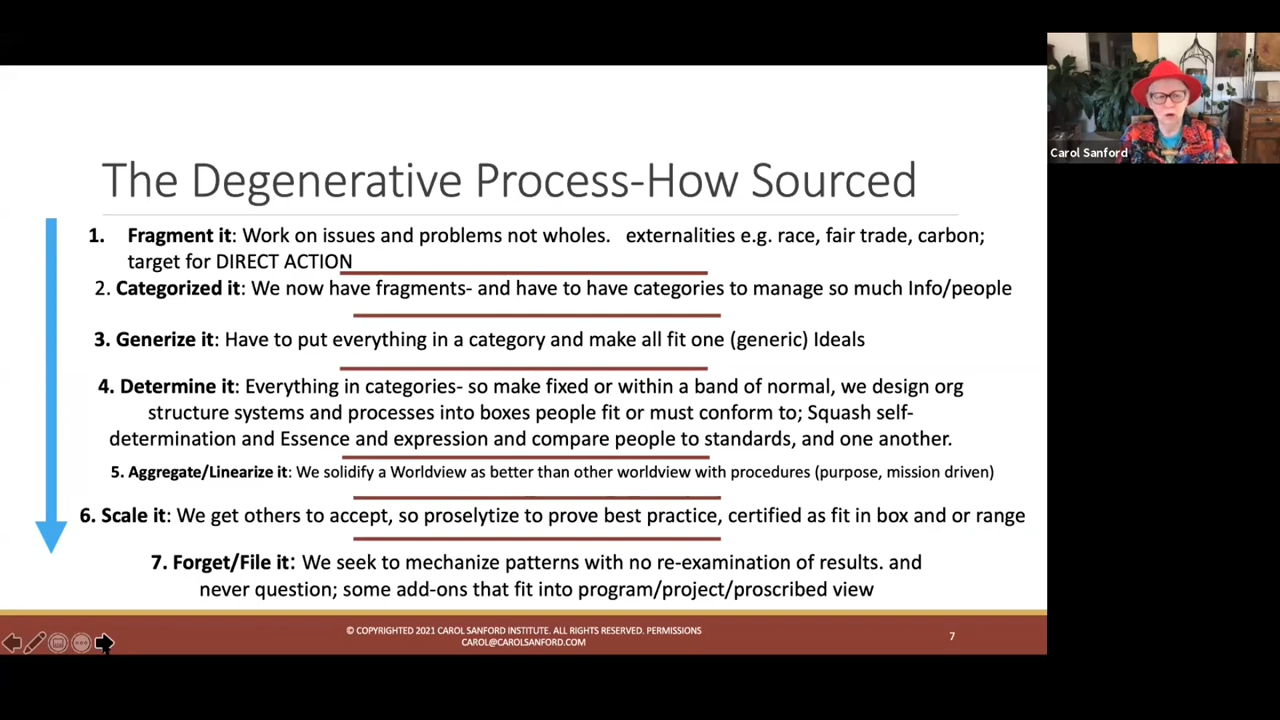 The Degenerative Process-How Sourced
Carol Sanford
1. Fragment it: Work on issues and problems not wholes. externalities e.g. race, fair trade, carbon;
target for DIRECT ACTION
2. Categorized it: We now have fragments- and have to have categories to manage so much Info/people
3. Generize it: Have to put everything in a category and make all fit one (generic) Ideals
4. Determine it: Everything in categories- so make fixed or within a band of normal, we design org
structure systems and processes into boxes people fit or must conform to; Squash self-
determination and Essence and expression and compare people to standards, and one another.
5. Aggregate/Linearize it: We solidify a Worldview as better than other worldview with procedures (purpose, mission driven)
6. Scale it: We get others to accept, so proselytize to prove best practice, certified as fit in box and or range
7. Forget/File it: We seek to mechanize patterns with no re-examination of results. and
never question; some add-ons that fit into program/project/proscribed view
© COPYRIGHTED 2021 CAROL SANFORD INSTITUTE. ALL RIGHTS RESERVED. PERMISSIONS
CAROL@CAROLSANFORD.COM
7